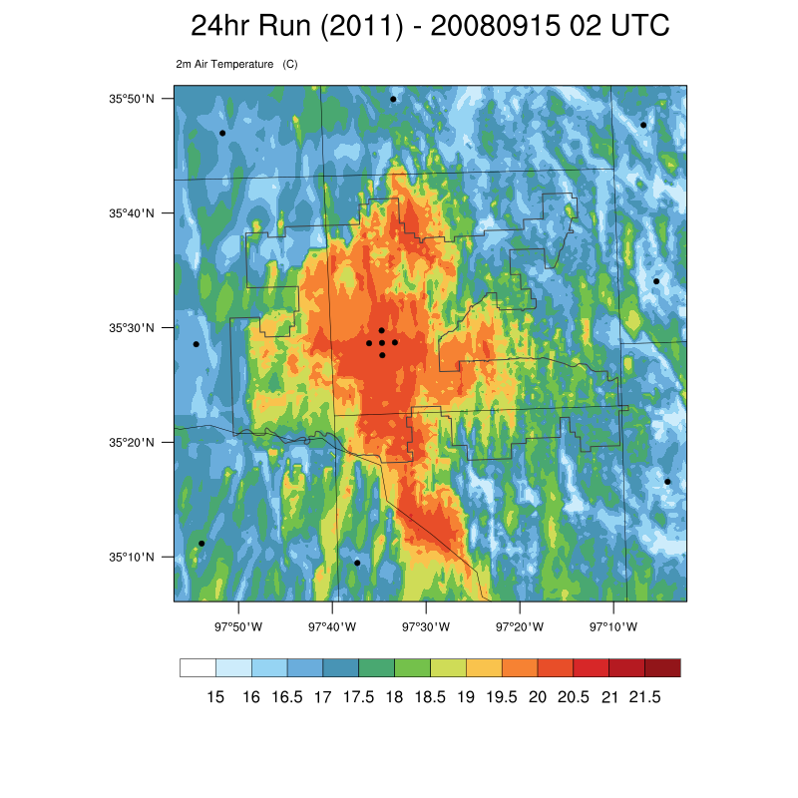 24hr Run (2011) - 20080915 02 UTC
2m Air Temperature (C)
35°50'N
35°40'N
35°30'N
35°20'N
35°10'N
97°50'W 97°40'W 97°30'W 97°20'W 97°10'W
15 16 16.5 17 17.5 18 18.5 19 19.5 20 20.5 21 21.5